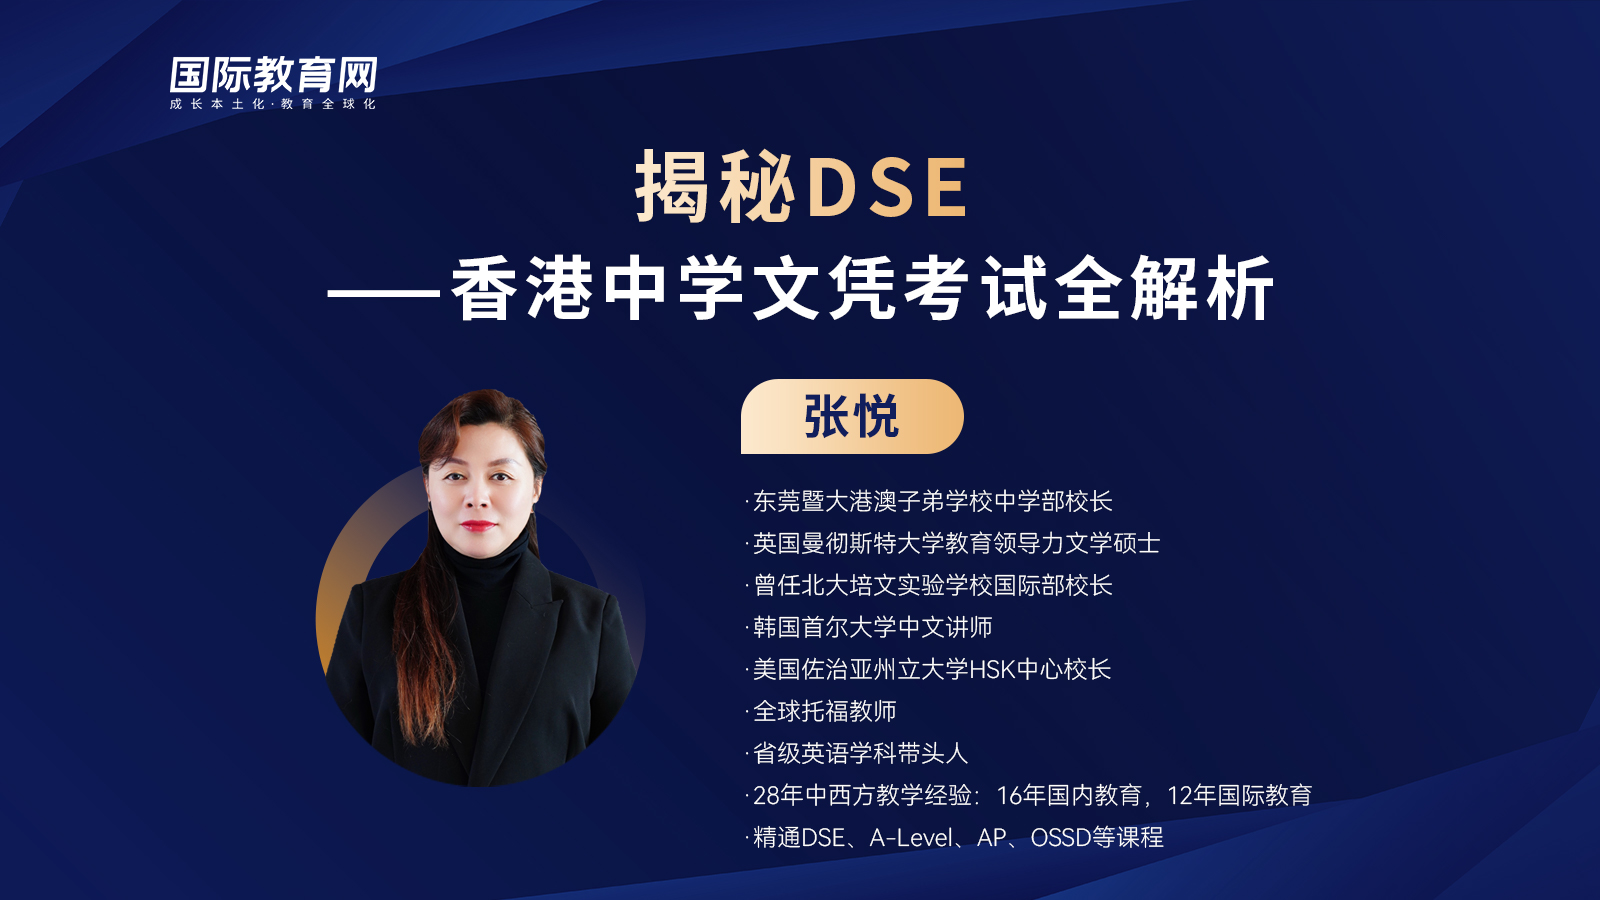 国际教育网
成长本土化·教育全球化
揭秘DSE
——香港中学文凭考试全解析
张悦
·东莞暨大港澳子弟学校中学部校长
·英国曼彻斯特大学教育领导力文学硕士
·曾任北大培文实验学校国际部校长
·韩国首尔大学中文讲师
·美国佐治亚州立大学HSK中心校长
·全球托福教师
·省级英语学科带头人
·28年中西方教学经验：16年国内教育，12年国际教育
·精通DSE、A-Level、AP、OSSD等课程